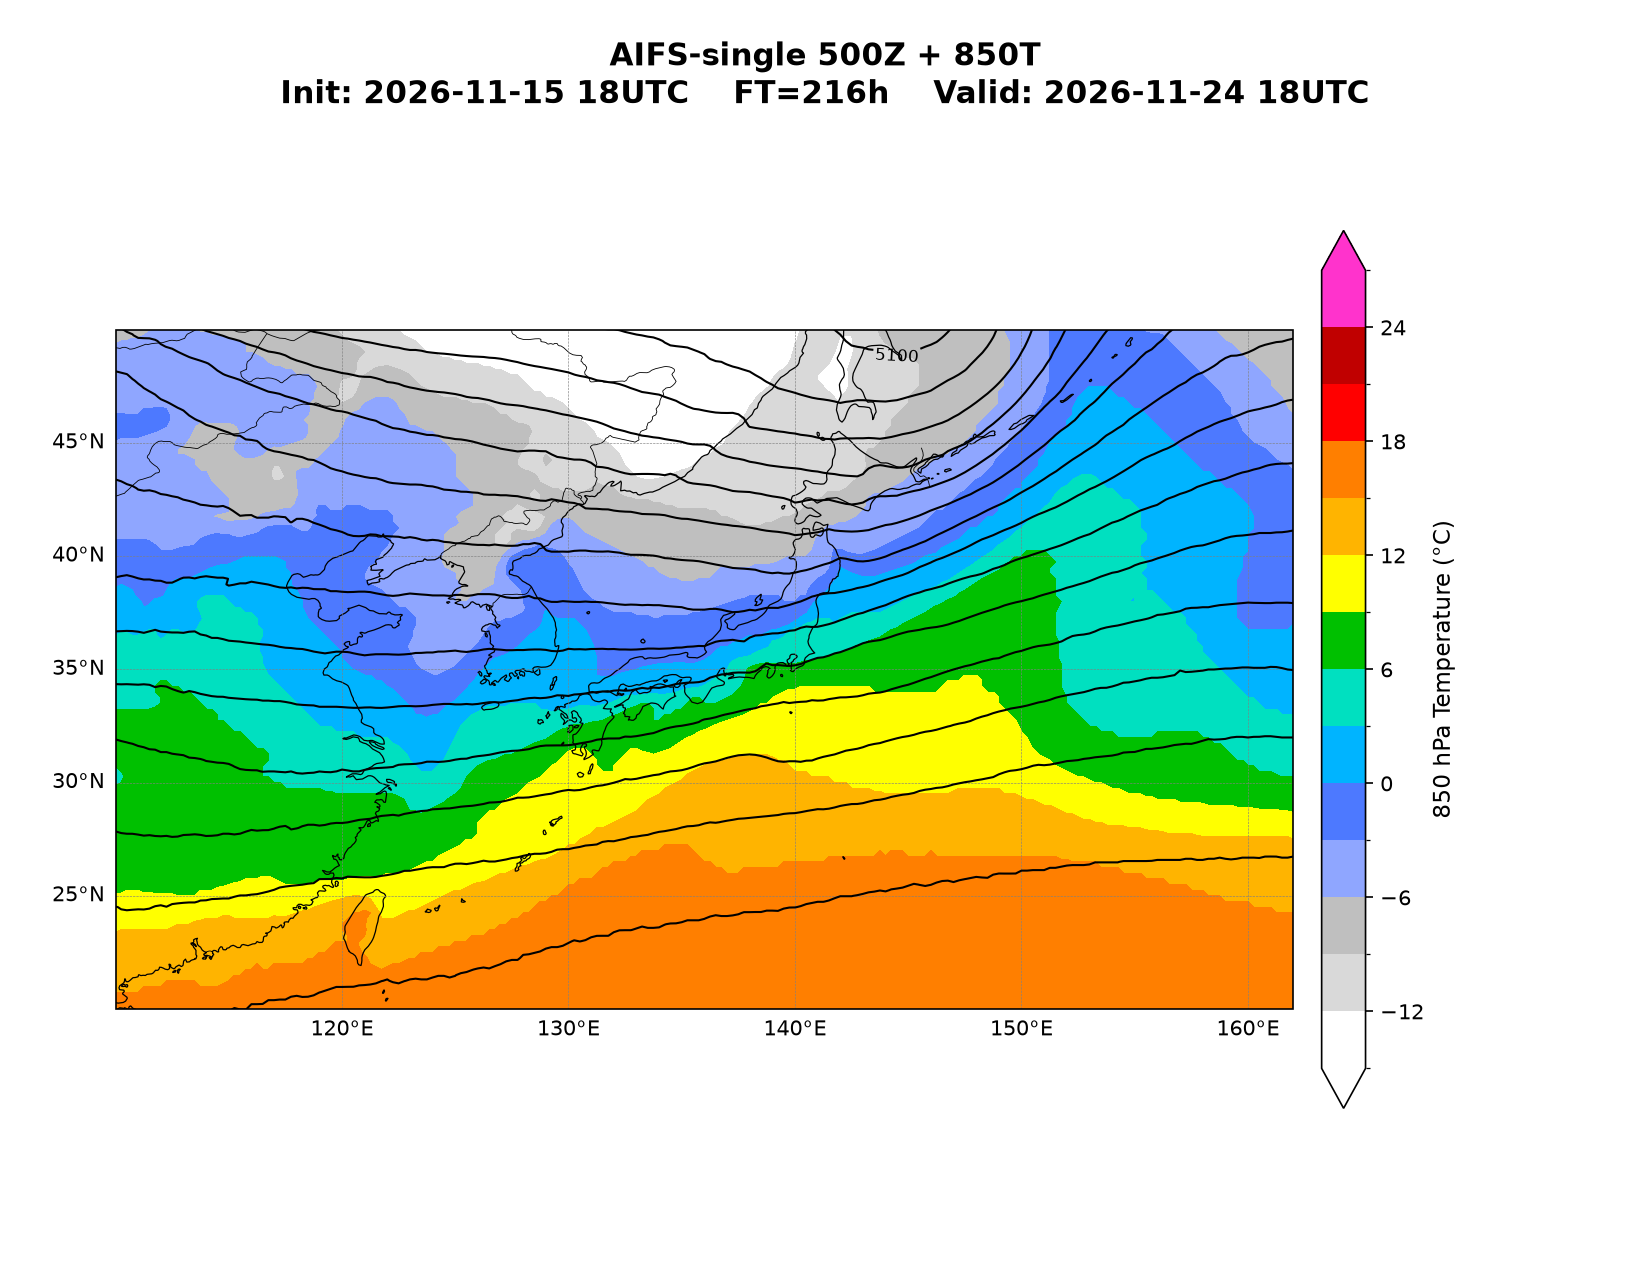 AIFS-single 500Z + 850T
Init: 2026-11-15 18UTC    FT=216h    Valid: 2026-11-24 18UTC
5100
45°N
40°N
35°N
30°N
25°N
120°E
130°E
140°E
150°E
160°E
24
18
12
6
0
−6
−12
850 hPa Temperature (°C)